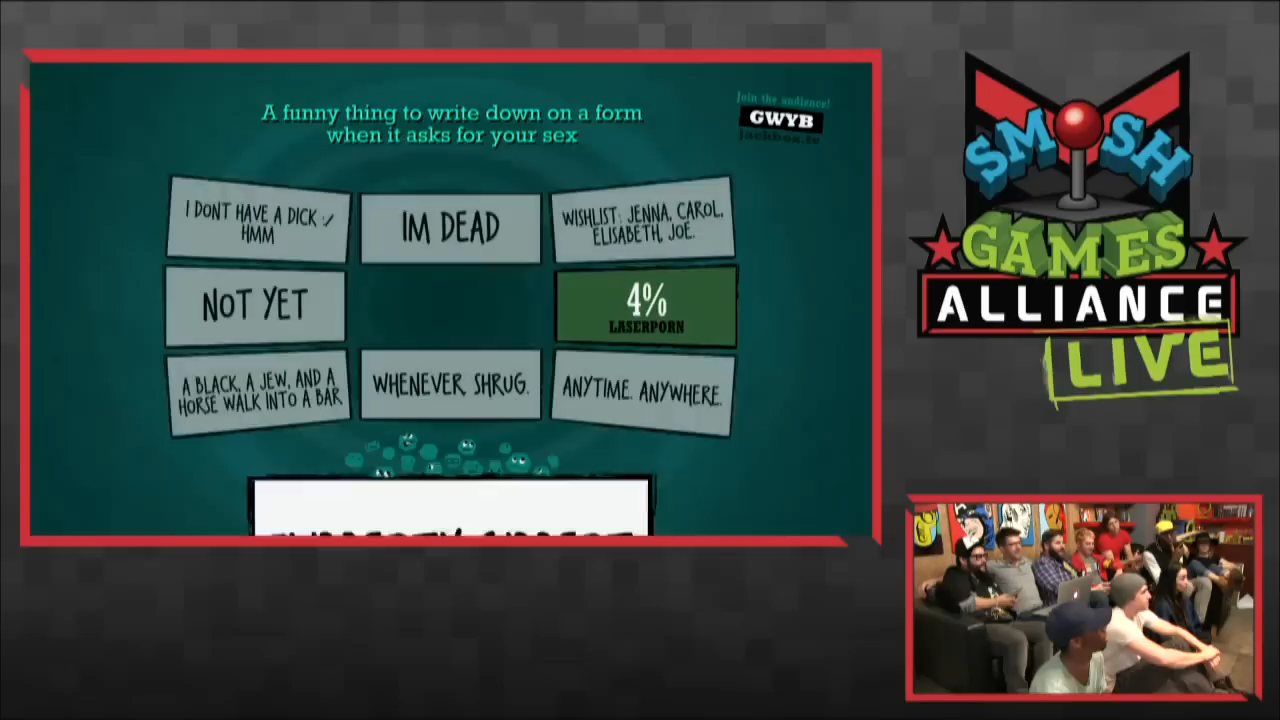 A funny thing to write down on a form
when it asks for your sex
Join the audience!
GWYB
jackbox.tv
I DONT HAVE A DICK :/
HMM
IM DEAD
WISHLIST: JENNA, CAROL,
ELISABETH, JOE.
NOT YET
4%
LASERPORN
A BLACK, A JEW, AND A
HORSE WALK INTO A BAR
WHENEVER. SHRUG.
ANYTIME. ANYWHERE.
SMOSH
GAMES
ALLIANCE
LIVE